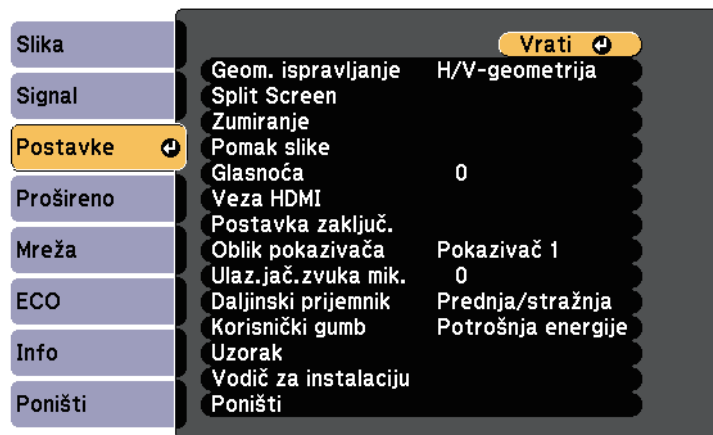 Slika
Signal
Postavke
Prošireno
Mreža
ECO
Info
Poništi
Vrati
Geom. ispravljanje H/V-geometrija
Split Screen
Zumiranje
Pomak slike
Glasnoća 0
Veza HDMI
Postavka zaključ.
Oblik pokazivača Pokazivač 1
Ulaz.jač.zvuka mik. 0
Daljinski prijemnik Prednja/stražnja
Korisnički gumb Potrošnja energije
Uzorak
Vodič za instalaciju
Poništi